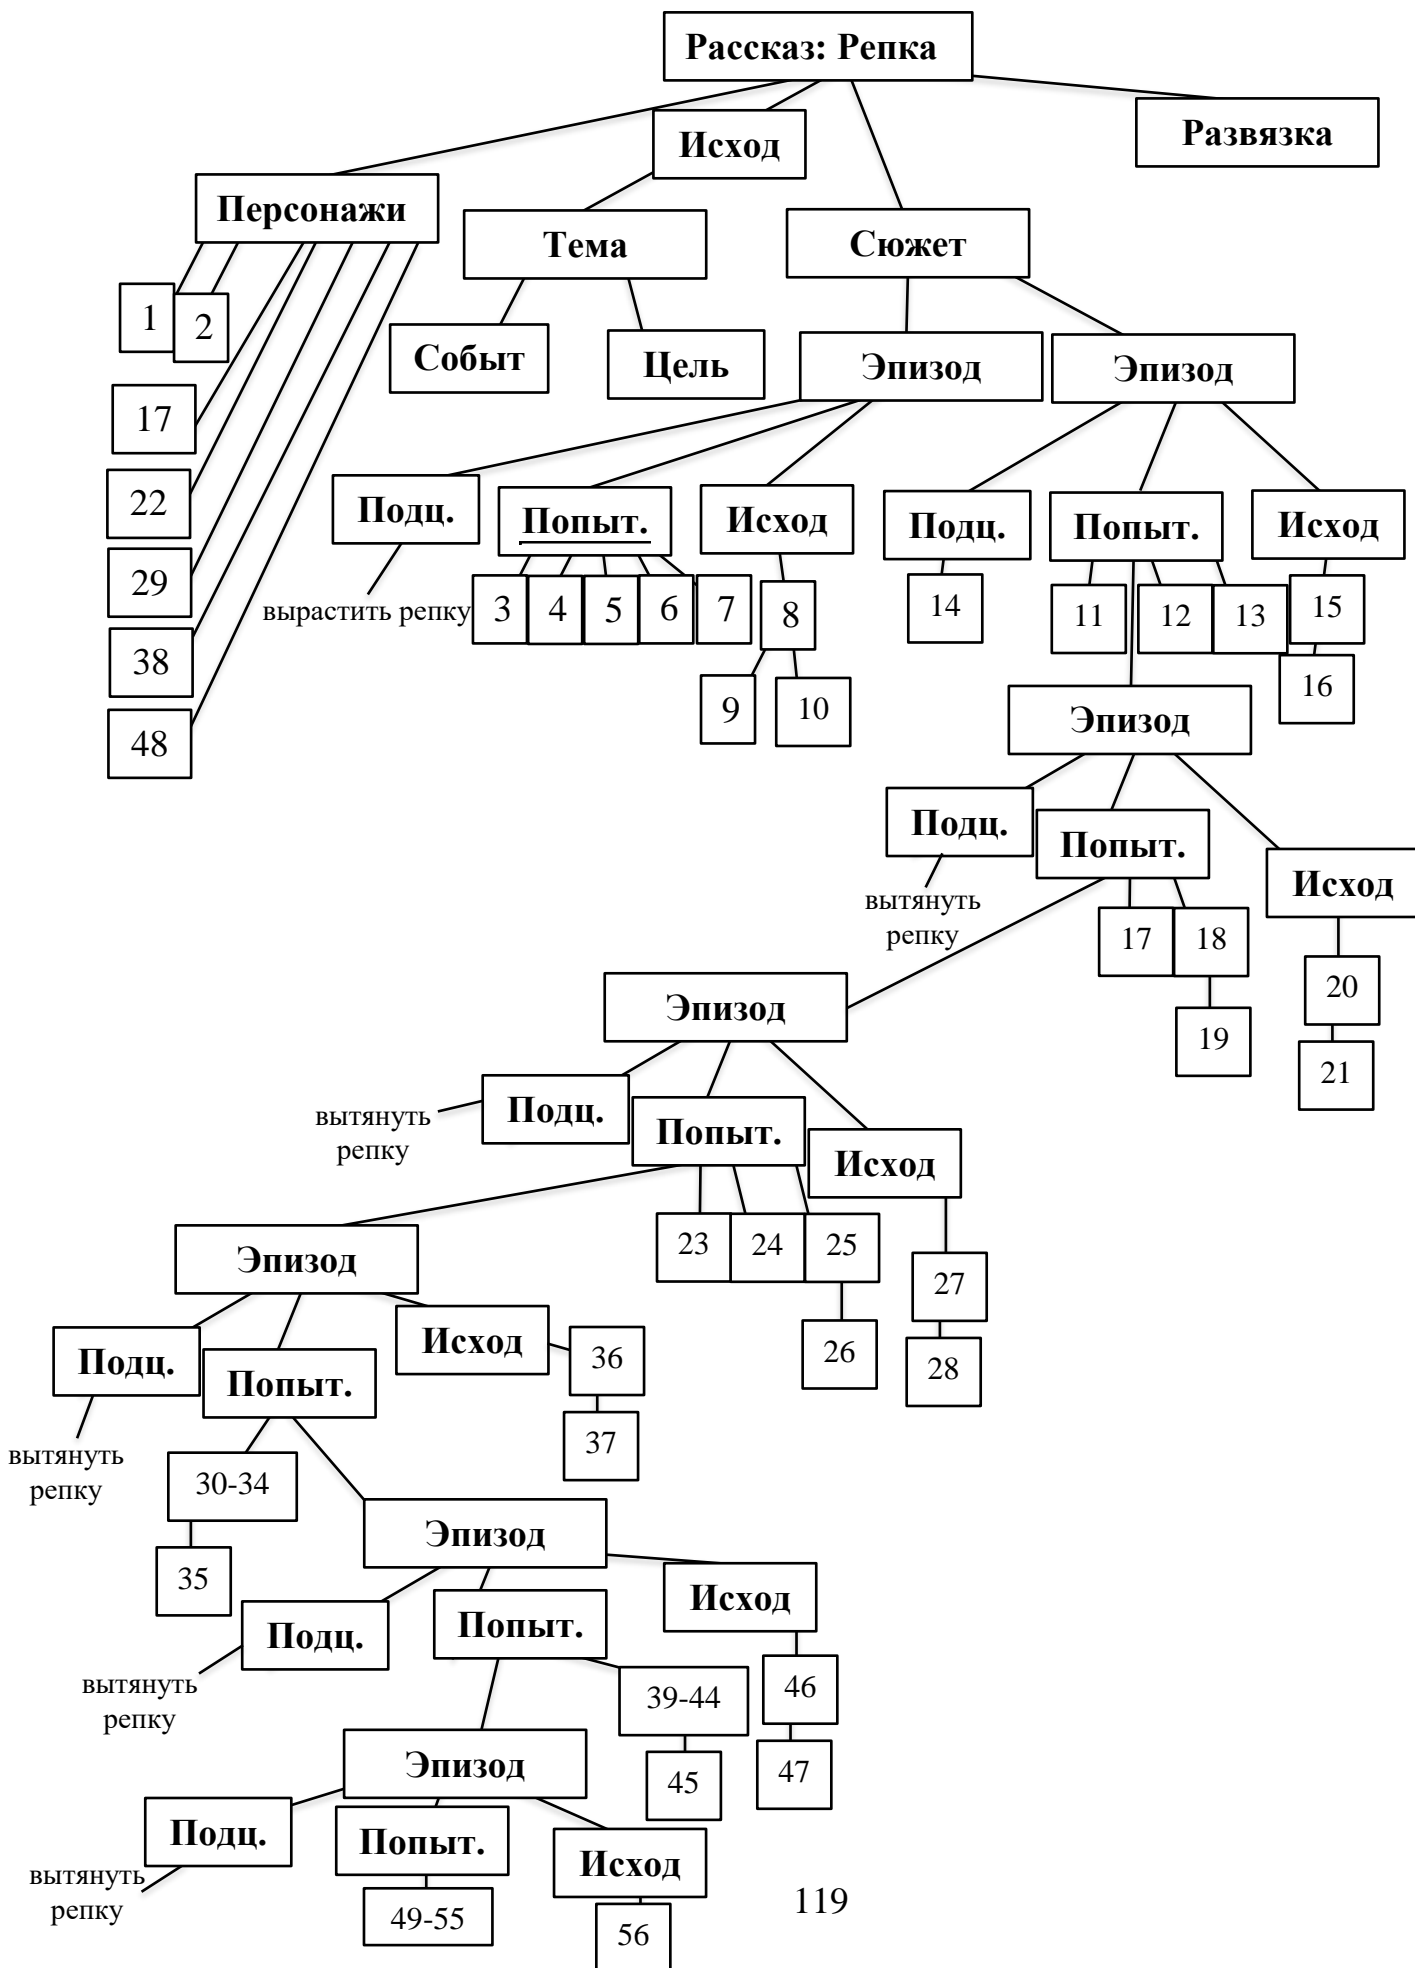 Рассказ: Репка
Исход
Развязка
Персонажи
Тема
Сюжет
1
2
Событ
Цель
Эпизод
Эпизод
17
22
29
38
48
Подц.
Попыт.
Исход
Подц.
Попыт.
Исход
вырастить репку
3
4
5
6
7
8
9
10
14
11
12
13
15
16
Эпизод
Подц.
Попыт.
Исход
вытянуть
репку
17
18
19
20
21
Эпизод
Подц.
Попыт.
Исход
вытянуть
репку
23
24
25
26
27
28
Эпизод
Подц.
Попыт.
Исход
36
37
вытянуть
репку
30-34
35
Эпизод
Подц.
Попыт.
Исход
вытянуть
репку
39-44
45
46
47
Эпизод
Подц.
Попыт.
Исход
вытянуть
репку
49-55
56
119